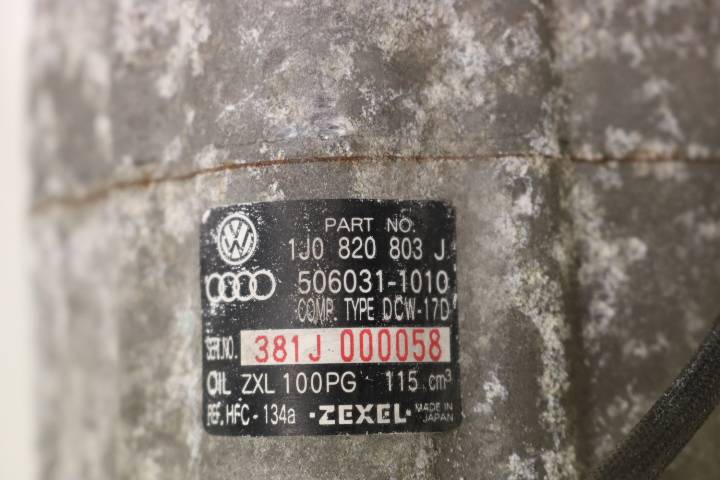 PART NO.
1J0 820 803 J
506031-1010
COMP. TYPE DCW-17D
SER.NO. 381J 000058
OIL ZXL 100PG 115 cm³
REF. HFC-134a ·ZEXEL· MADE IN JAPAN